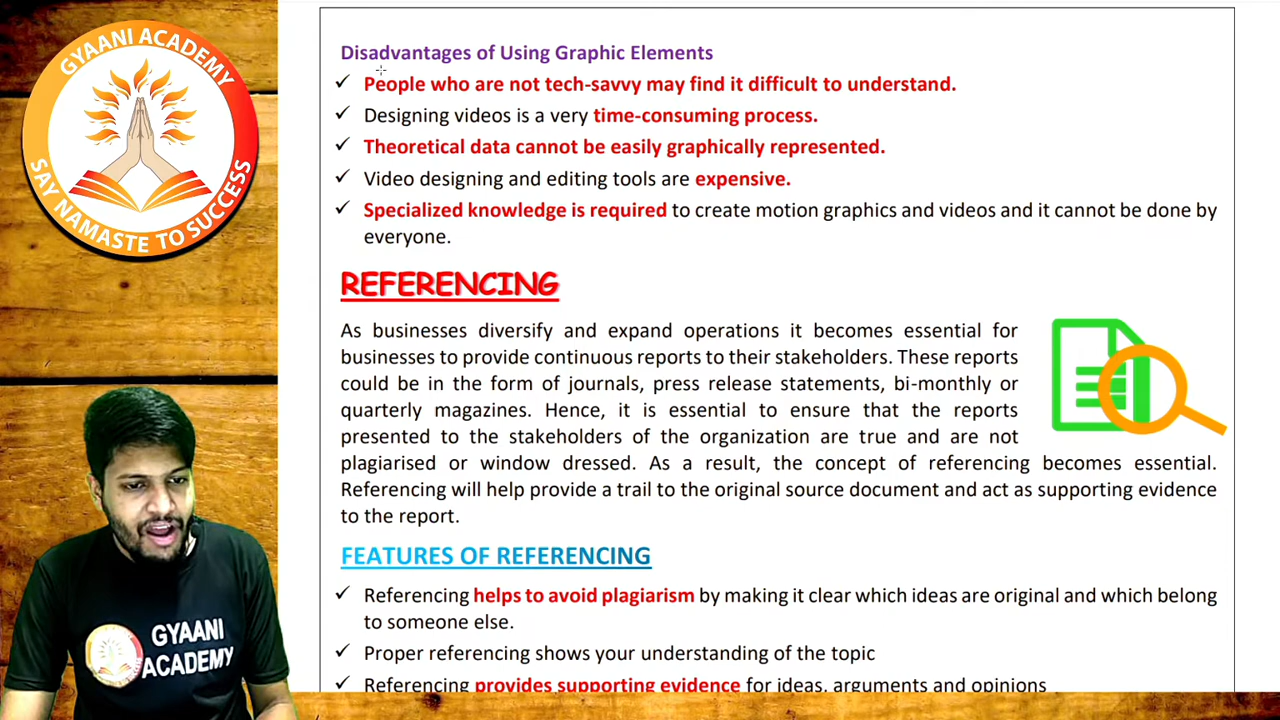 GYAANI ACADEMY
SAY NAMASTE TO SUCCESS
Disadvantages of Using Graphic Elements
✓ People who are not tech-savvy may find it difficult to understand.
✓ Designing videos is a very time-consuming process.
✓ Theoretical data cannot be easily graphically represented.
✓ Video designing and editing tools are expensive.
✓ Specialized knowledge is required to create motion graphics and videos and it cannot be done by
everyone.
REFERENCING
As businesses diversify and expand operations it becomes essential for
businesses to provide continuous reports to their stakeholders. These reports
could be in the form of journals, press release statements, bi-monthly or
quarterly magazines. Hence, it is essential to ensure that the reports
presented to the stakeholders of the organization are true and are not
plagiarised or window dressed. As a result, the concept of referencing becomes essential.
Referencing will help provide a trail to the original source document and act as supporting evidence
to the report.
FEATURES OF REFERENCING
✓ Referencing helps to avoid plagiarism by making it clear which ideas are original and which belong
to someone else.
✓ Proper referencing shows your understanding of the topic
✓ Referencing provides supporting evidence for ideas, arguments and opinions
GYAANI
ACADEMY